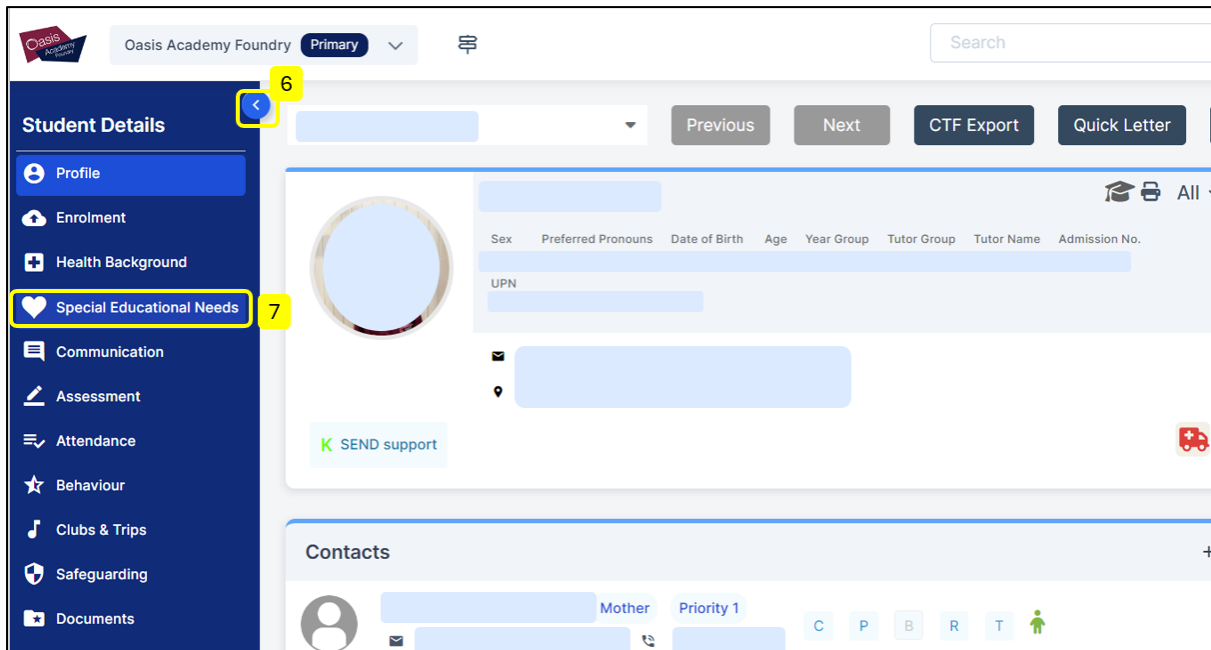 Oasis
Academy
Foundry
Oasis Academy Foundry Primary
Search
6
Student Details
Previous Next CTF Export Quick Letter
Profile
All
Enrolment
Sex Preferred Pronouns Date of Birth Age Year Group Tutor Group Tutor Name Admission No.
Health Background
UPN
Special Educational Needs 7
Communication
Assessment
Attendance
K SEND support
Behaviour
Clubs & Trips
Contacts
Safeguarding
Mother Priority 1
Documents
C P B R T